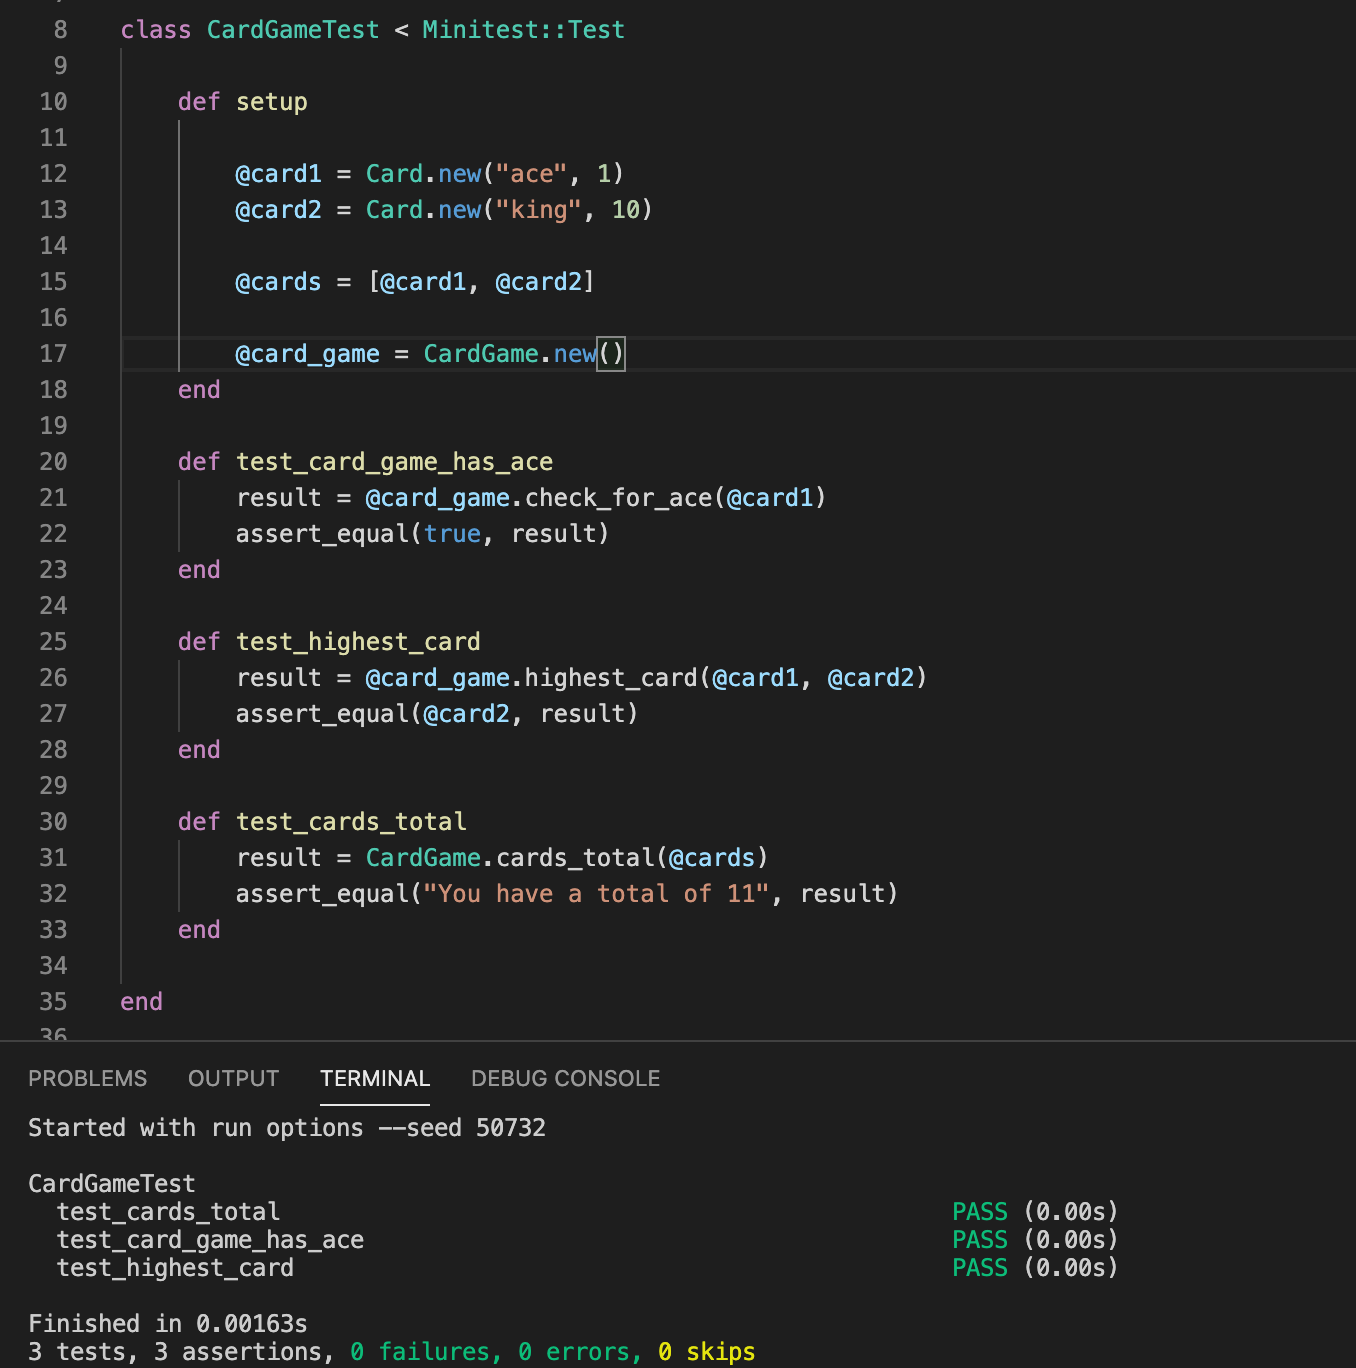 8 class CardGameTest < Minitest::Test
9
10 def setup
11
12 @card1 = Card.new("ace", 1)
13 @card2 = Card.new("king", 10)
14
15 @cards = [@card1, @card2]
16
17 @card_game = CardGame.new()
18 end
19
20 def test_card_game_has_ace
21 result = @card_game.check_for_ace(@card1)
22 assert_equal(true, result)
23 end
24
25 def test_highest_card
26 result = @card_game.highest_card(@card1, @card2)
27 assert_equal(@card2, result)
28 end
29
30 def test_cards_total
31 result = CardGame.cards_total(@cards)
32 assert_equal("You have a total of 11", result)
33 end
34
35 end
36
PROBLEMS OUTPUT TERMINAL DEBUG CONSOLE
Started with run options --seed 50732
CardGameTest
test_cards_total PASS (0.00s)
test_card_game_has_ace PASS (0.00s)
test_highest_card PASS (0.00s)
Finished in 0.00163s
3 tests, 3 assertions, 0 failures, 0 errors, 0 skips